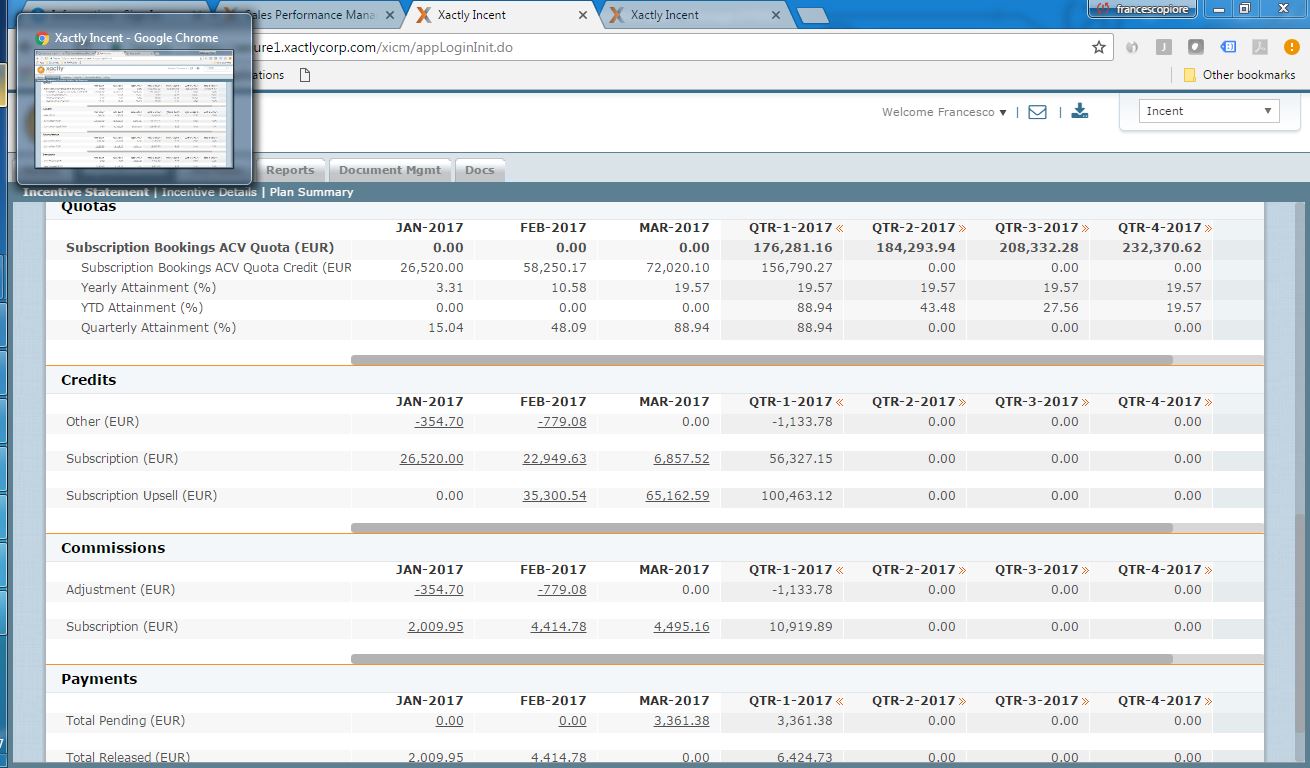 Sales Performance Mana
Xactly Incent
Xactly Incent
francescopiore
Xactly Incent - Google Chrome
ure1.xactlycorp.com/xicm/appLoginInit.do
Other bookmarks
Welcome Francesco ▾ | |
Incent
Reports Document Mgmt Docs
Incentive Statement | Incentive Details | Plan Summary
Quotas
JAN-2017 FEB-2017 MAR-2017 QTR-1-2017 « QTR-2-2017 » QTR-3-2017 » QTR-4-2017 »
Subscription Bookings ACV Quota (EUR) 0.00 0.00 0.00 176,281.16 184,293.94 208,332.28 232,370.62
Subscription Bookings ACV Quota Credit (EUR 26,520.00 58,250.17 72,020.10 156,790.27 0.00 0.00 0.00
Yearly Attainment (%) 3.31 10.58 19.57 19.57 19.57 19.57 19.57
YTD Attainment (%) 0.00 0.00 0.00 88.94 43.48 27.56 19.57
Quarterly Attainment (%) 15.04 48.09 88.94 88.94 0.00 0.00 0.00
Credits
JAN-2017 FEB-2017 MAR-2017 QTR-1-2017 « QTR-2-2017 » QTR-3-2017 » QTR-4-2017 »
Other (EUR) -354.70 -779.08 0.00 -1,133.78 0.00 0.00 0.00
Subscription (EUR) 26,520.00 22,949.63 6,857.52 56,327.15 0.00 0.00 0.00
Subscription Upsell (EUR) 0.00 35,300.54 65,162.59 100,463.12 0.00 0.00 0.00
Commissions
JAN-2017 FEB-2017 MAR-2017 QTR-1-2017 « QTR-2-2017 » QTR-3-2017 » QTR-4-2017 »
Adjustment (EUR) -354.70 -779.08 0.00 -1,133.78 0.00 0.00 0.00
Subscription (EUR) 2,009.95 4,414.78 4,495.16 10,919.89 0.00 0.00 0.00
Payments
JAN-2017 FEB-2017 MAR-2017 QTR-1-2017 « QTR-2-2017 » QTR-3-2017 » QTR-4-2017 »
Total Pending (EUR) 0.00 0.00 3,361.38 3,361.38 0.00 0.00 0.00
Total Released (EUR) 2,009.95 4,414.78 0.00 6,424.73 0.00 0.00 0.00